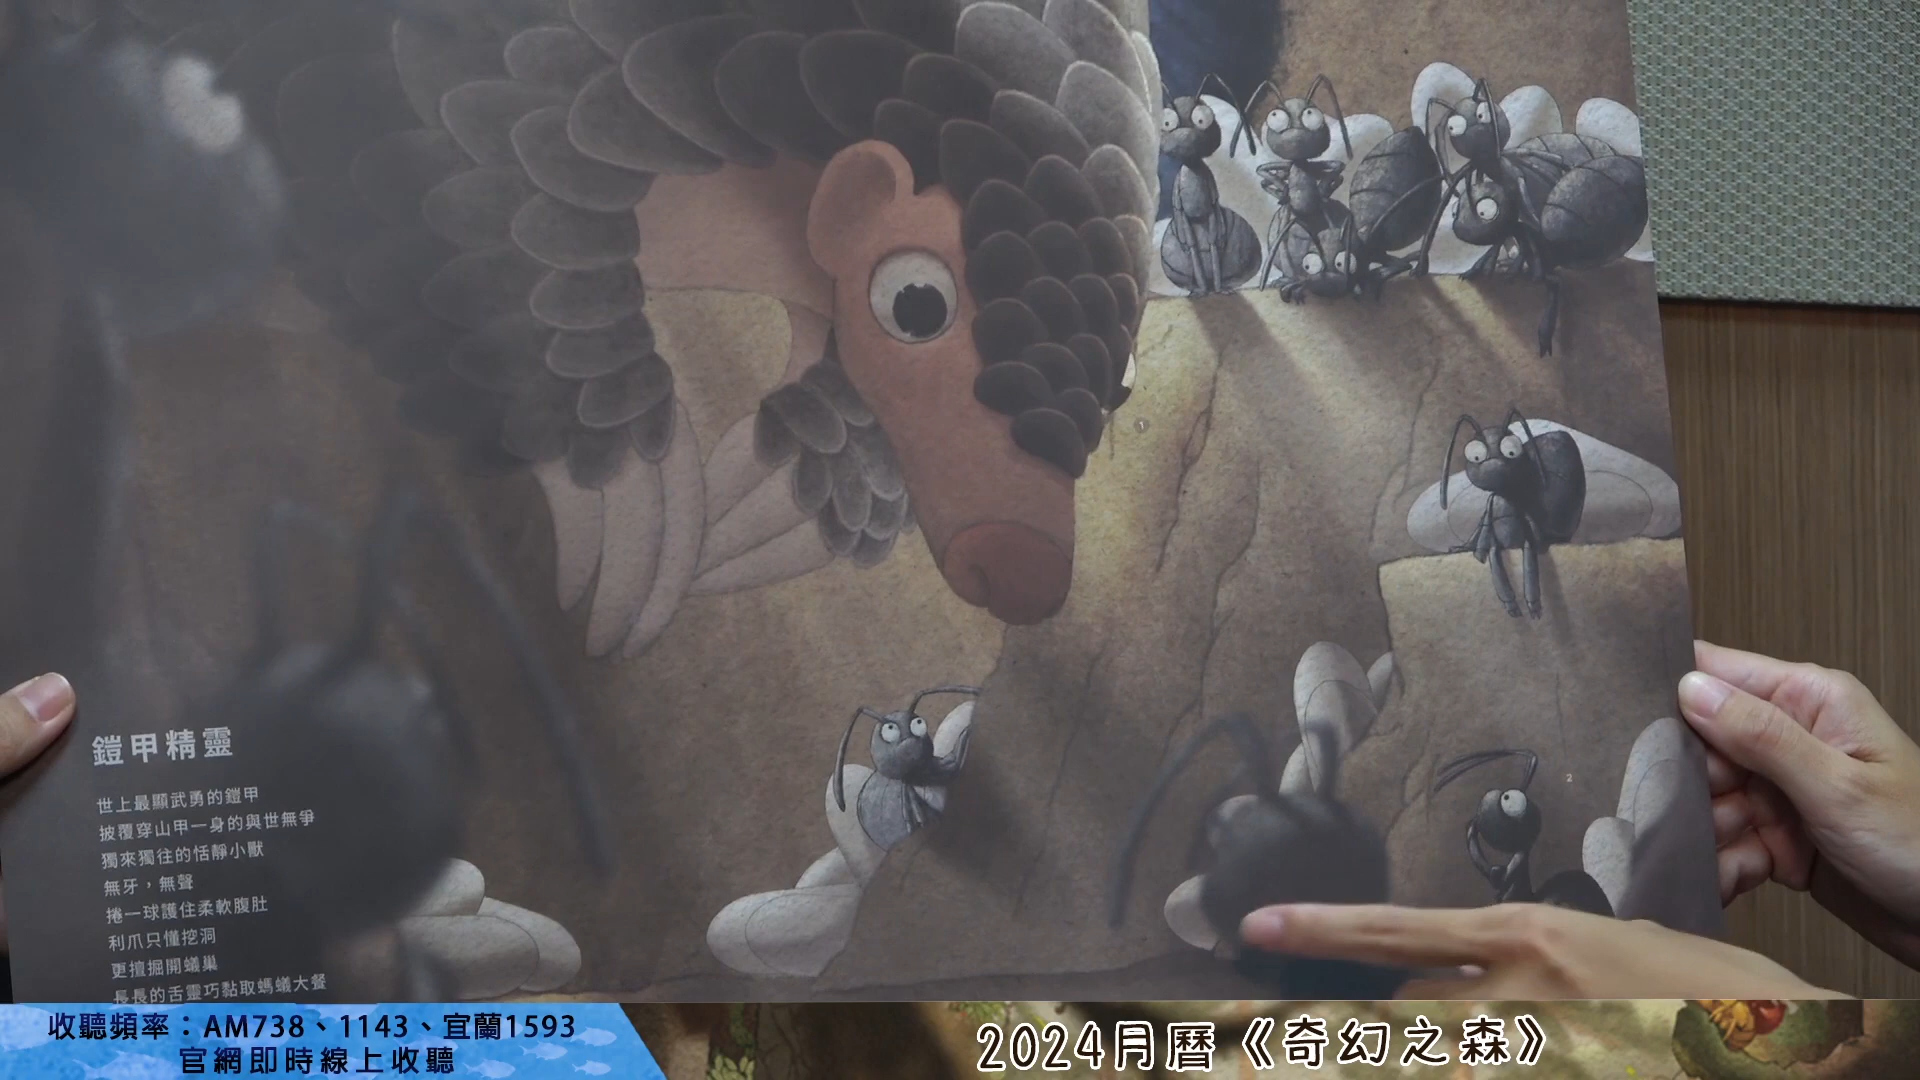 鎧甲精靈
世上最顯武勇的鎧甲
披覆穿山甲一身的與世無爭
獨來獨往的恬靜小獸
無牙，無聲
捲一球護住柔軟腹肚
利爪只懂挖洞
更擅掘開蟻巢
長長的舌靈巧黏取螞蟻大餐
1
2
收聽頻率：AM738、1143、宜蘭1593
官網即時線上收聽
2024月曆《奇幻之森》